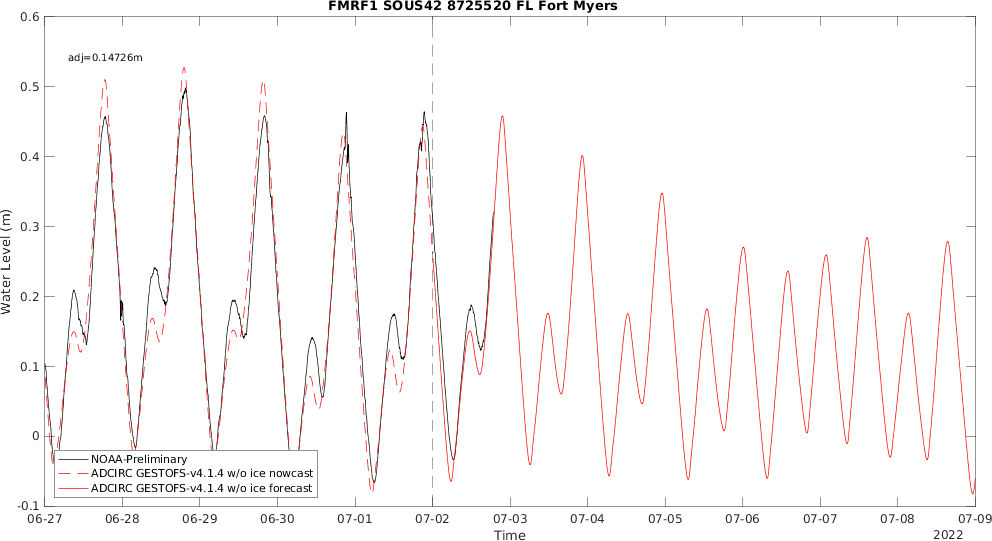 FMRF1 SOUS42 8725520 FL Fort Myers
0.6
adj=0.14726m
0.5
0.4
0.3
0.2
0.1
0
-0.1
Water Level (m)
NOAA-Preliminary
ADCIRC GESTOFS-v4.1.4 w/o ice nowcast
ADCIRC GESTOFS-v4.1.4 w/o ice forecast
06-27 06-28 06-29 06-30 07-01 07-02 07-03 07-04 07-05 07-06 07-07 07-08 07-09
Time
2022